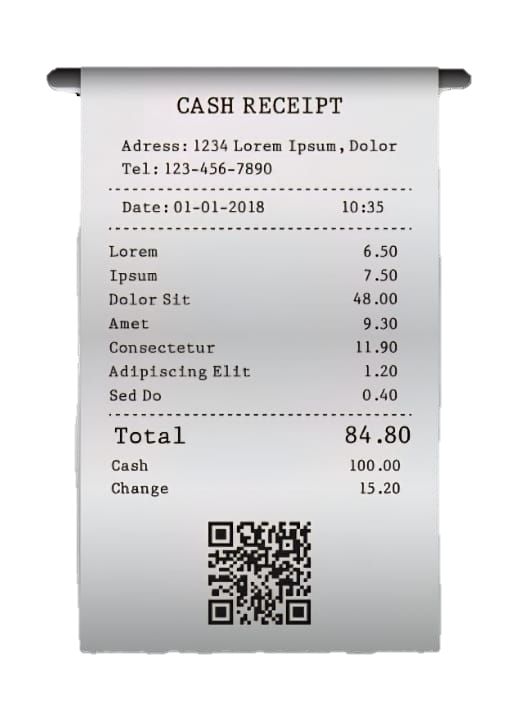 CASH RECEIPT
Adress: 1234 Lorem Ipsum, Dolor
Tel: 123-456-7890
Date: 01-01-2018 10:35
Lorem 6.50
Ipsum 7.50
Dolor Sit 48.00
Amet 9.30
Consectetur 11.90
Adipiscing Elit 1.20
Sed Do 0.40
Total 84.80
Cash 100.00
Change 15.20